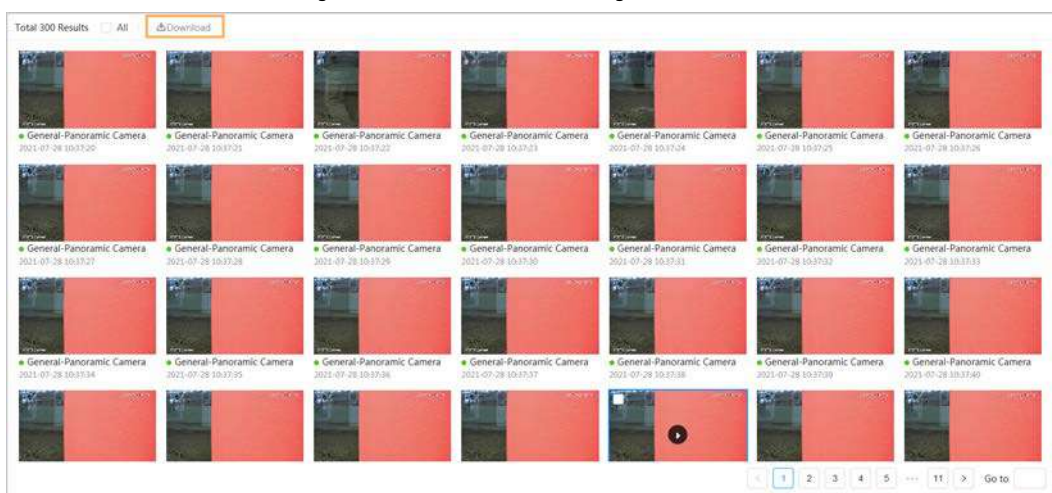 Total 300 Results All Download
General-Panoramic Camera General-Panoramic Camera General-Panoramic Camera General-Panoramic Camera General-Panoramic Camera General-Panoramic Camera General-Panoramic Camera
2021-07-28 10:37:20 2021-07-28 10:37:21 2021-07-28 10:37:22 2021-07-28 10:37:23 2021-07-28 10:37:24 2021-07-28 10:37:25 2021-07-28 10:37:26
General-Panoramic Camera General-Panoramic Camera General-Panoramic Camera General-Panoramic Camera General-Panoramic Camera General-Panoramic Camera General-Panoramic Camera
2021-07-28 10:37:27 2021-07-28 10:37:28 2021-07-28 10:37:29 2021-07-28 10:37:30 2021-07-28 10:37:31 2021-07-28 10:37:32 2021-07-28 10:37:33
General-Panoramic Camera General-Panoramic Camera General-Panoramic Camera General-Panoramic Camera General-Panoramic Camera General-Panoramic Camera General-Panoramic Camera
2021-07-28 10:37:34 2021-07-28 10:37:35 2021-07-28 10:37:36 2021-07-28 10:37:37 2021-07-28 10:37:38 2021-07-28 10:37:39 2021-07-28 10:37:40
< 1 2 3 4 5 ··· 11 > Go to